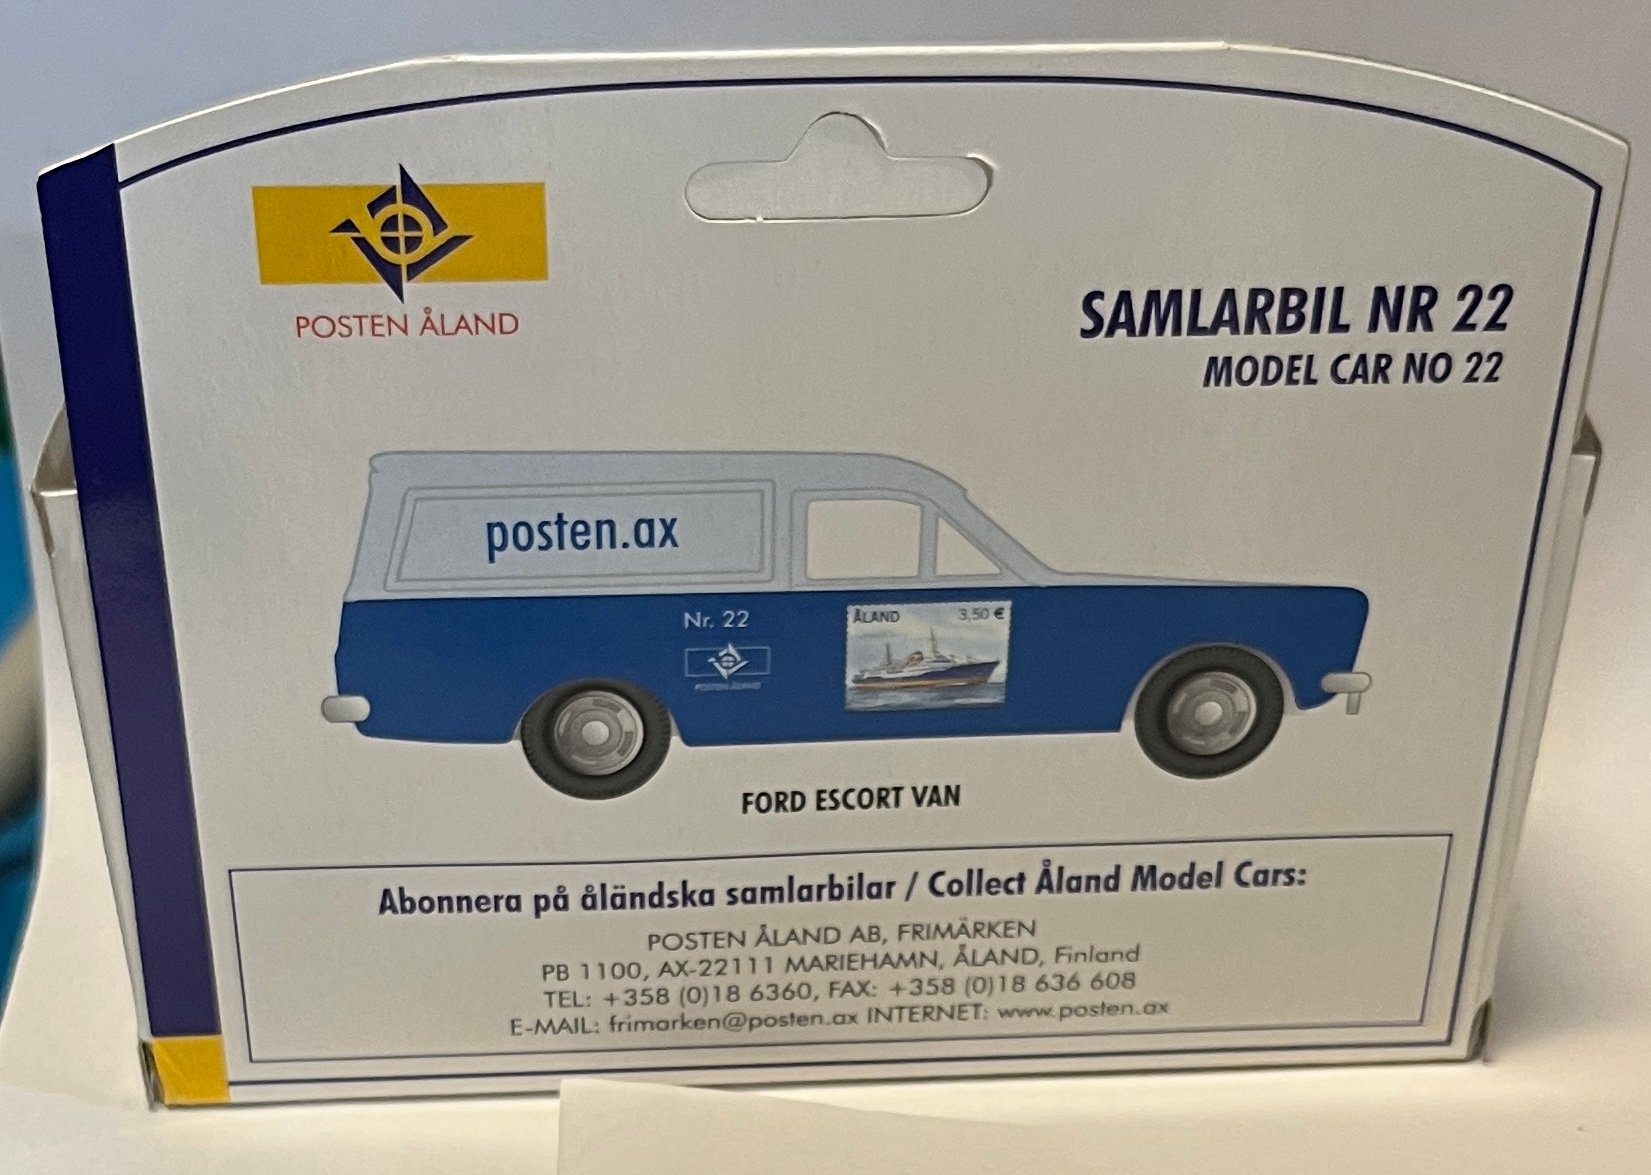 POSTEN ÅLAND
SAMLARBIL NR 22
MODEL CAR NO 22
posten.ax
Nr. 22
POSTEN ÅLAND
ÅLAND 3,50 €
FORD ESCORT VAN
Abonnera på åländska samlarbilar / Collect Åland Model Cars:
POSTEN ÅLAND AB, FRIMÄRKEN
PB 1100, AX-22111 MARIEHAMN, ÅLAND, Finland
TEL: +358 (0)18 6360, FAX: +358 (0)18 636 608
E-MAIL: frimarken@posten.ax INTERNET: www.posten.ax